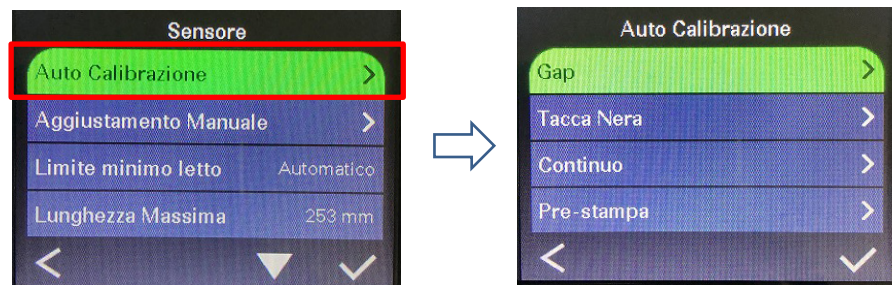 Sensore
Auto Calibrazione
Aggiustamento Manuale
Limite minimo letto Automatico
Lunghezza Massima 253 mm
Auto Calibrazione
Gap
Tacca Nera
Continuo
Pre-stampa